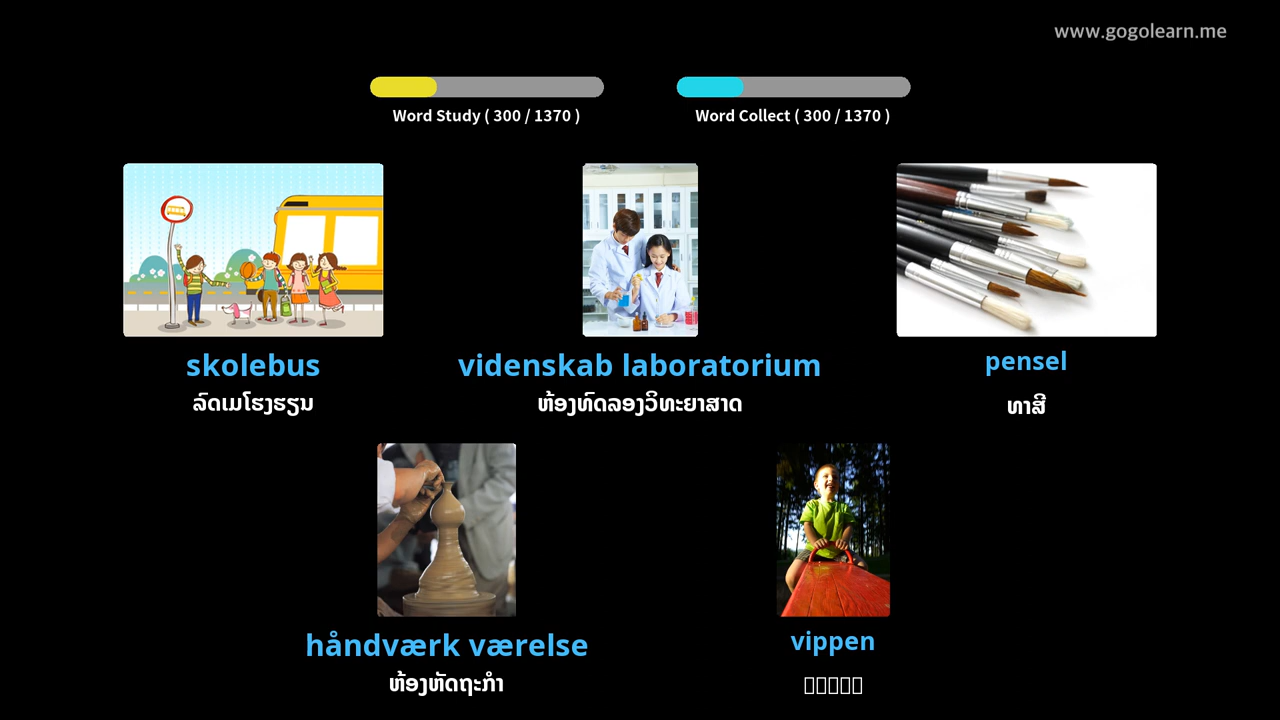 www.gogolearn.me
Word Study ( 300 / 1370 )
Word Collect ( 300 / 1370 )
skolebus
ລົດເມໂຮງຮຽນ
videnskab laboratorium
ຫ້ອງທົດລອງວິທະຍາສາດ
pensel
ທາສີ
håndværk værelse
ຫ້ອງຫັດຖະກຳ
vippen